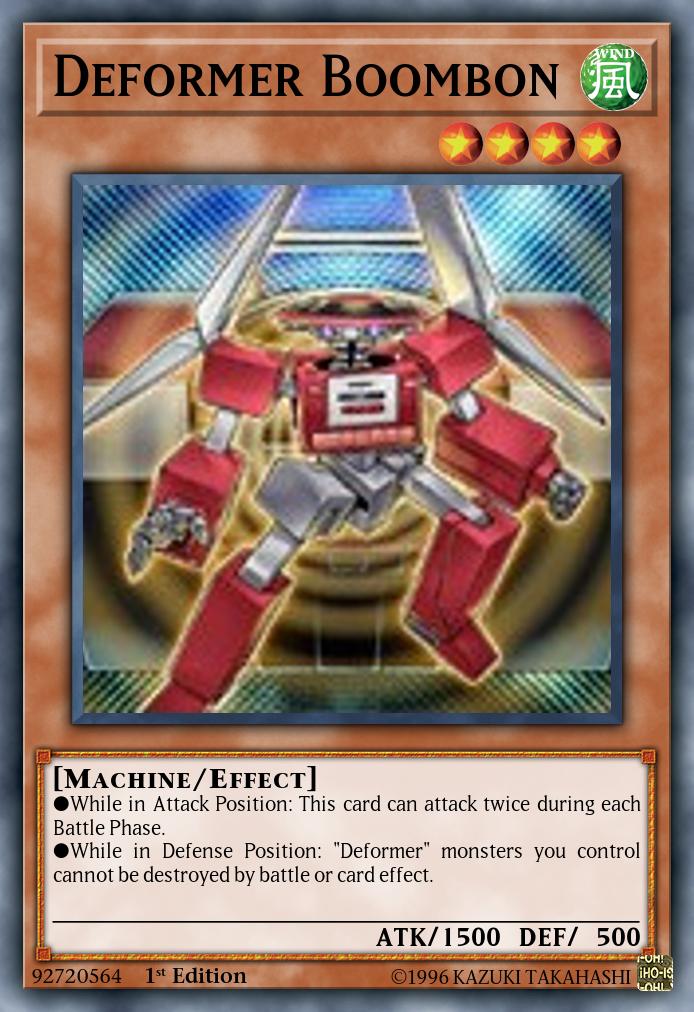 Deformer Boombon
WIND
風
[Machine/Effect]
●While in Attack Position: This card can attack twice during each
Battle Phase.
●While in Defense Position: "Deformer" monsters you control
cannot be destroyed by battle or card effect.
ATK/1500 DEF/ 500
92720564 1st Edition ©1996 KAZUKI TAKAHASHI